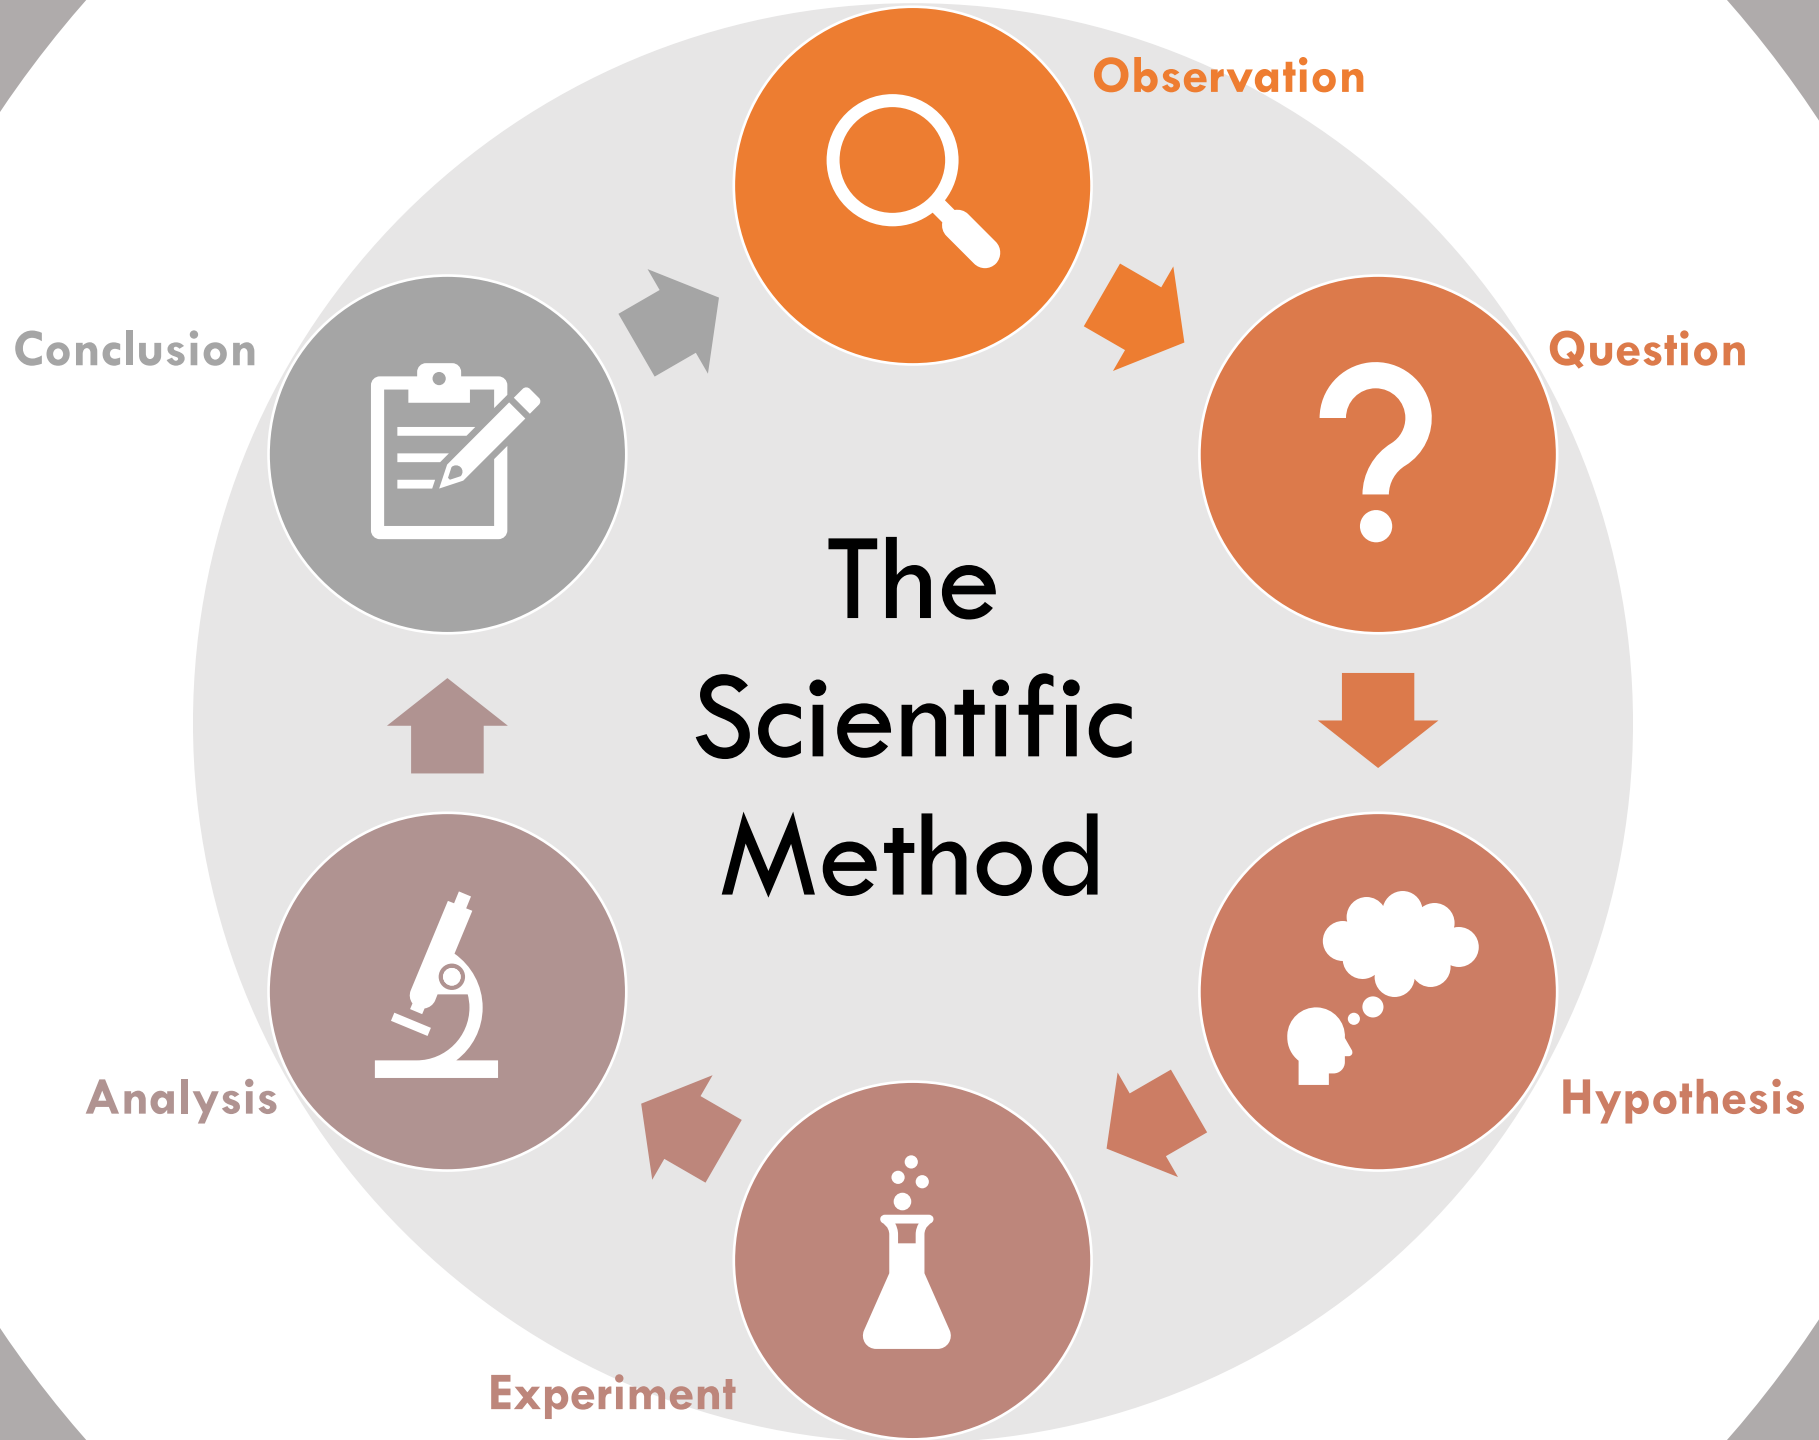 The
Scientific
Method
Observation
Question
Hypothesis
Experiment
Analysis
Conclusion